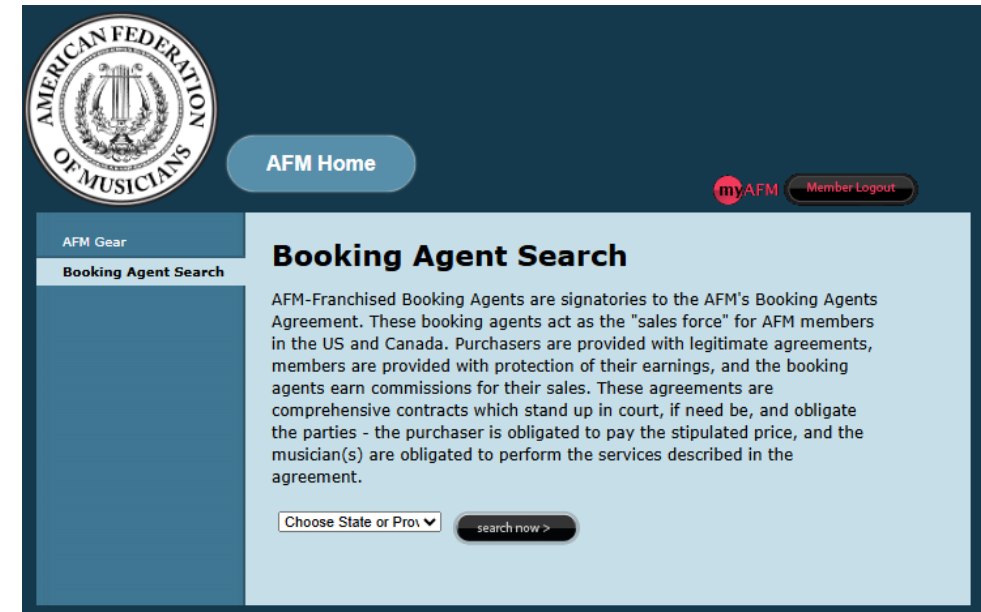 AMERICAN FEDERATION
OF MUSICIANS
AFM Home
myAFM
Member Logout
AFM Gear
Booking Agent Search
Booking Agent Search
AFM-Franchised Booking Agents are signatories to the AFM's Booking Agents
Agreement. These booking agents act as the "sales force" for AFM members
in the US and Canada. Purchasers are provided with legitimate agreements,
members are provided with protection of their earnings, and the booking
agents earn commissions for their sales. These agreements are
comprehensive contracts which stand up in court, if need be, and obligate
the parties - the purchaser is obligated to pay the stipulated price, and the
musician(s) are obligated to perform the services described in the
agreement.
Choose State or Prov
search now >